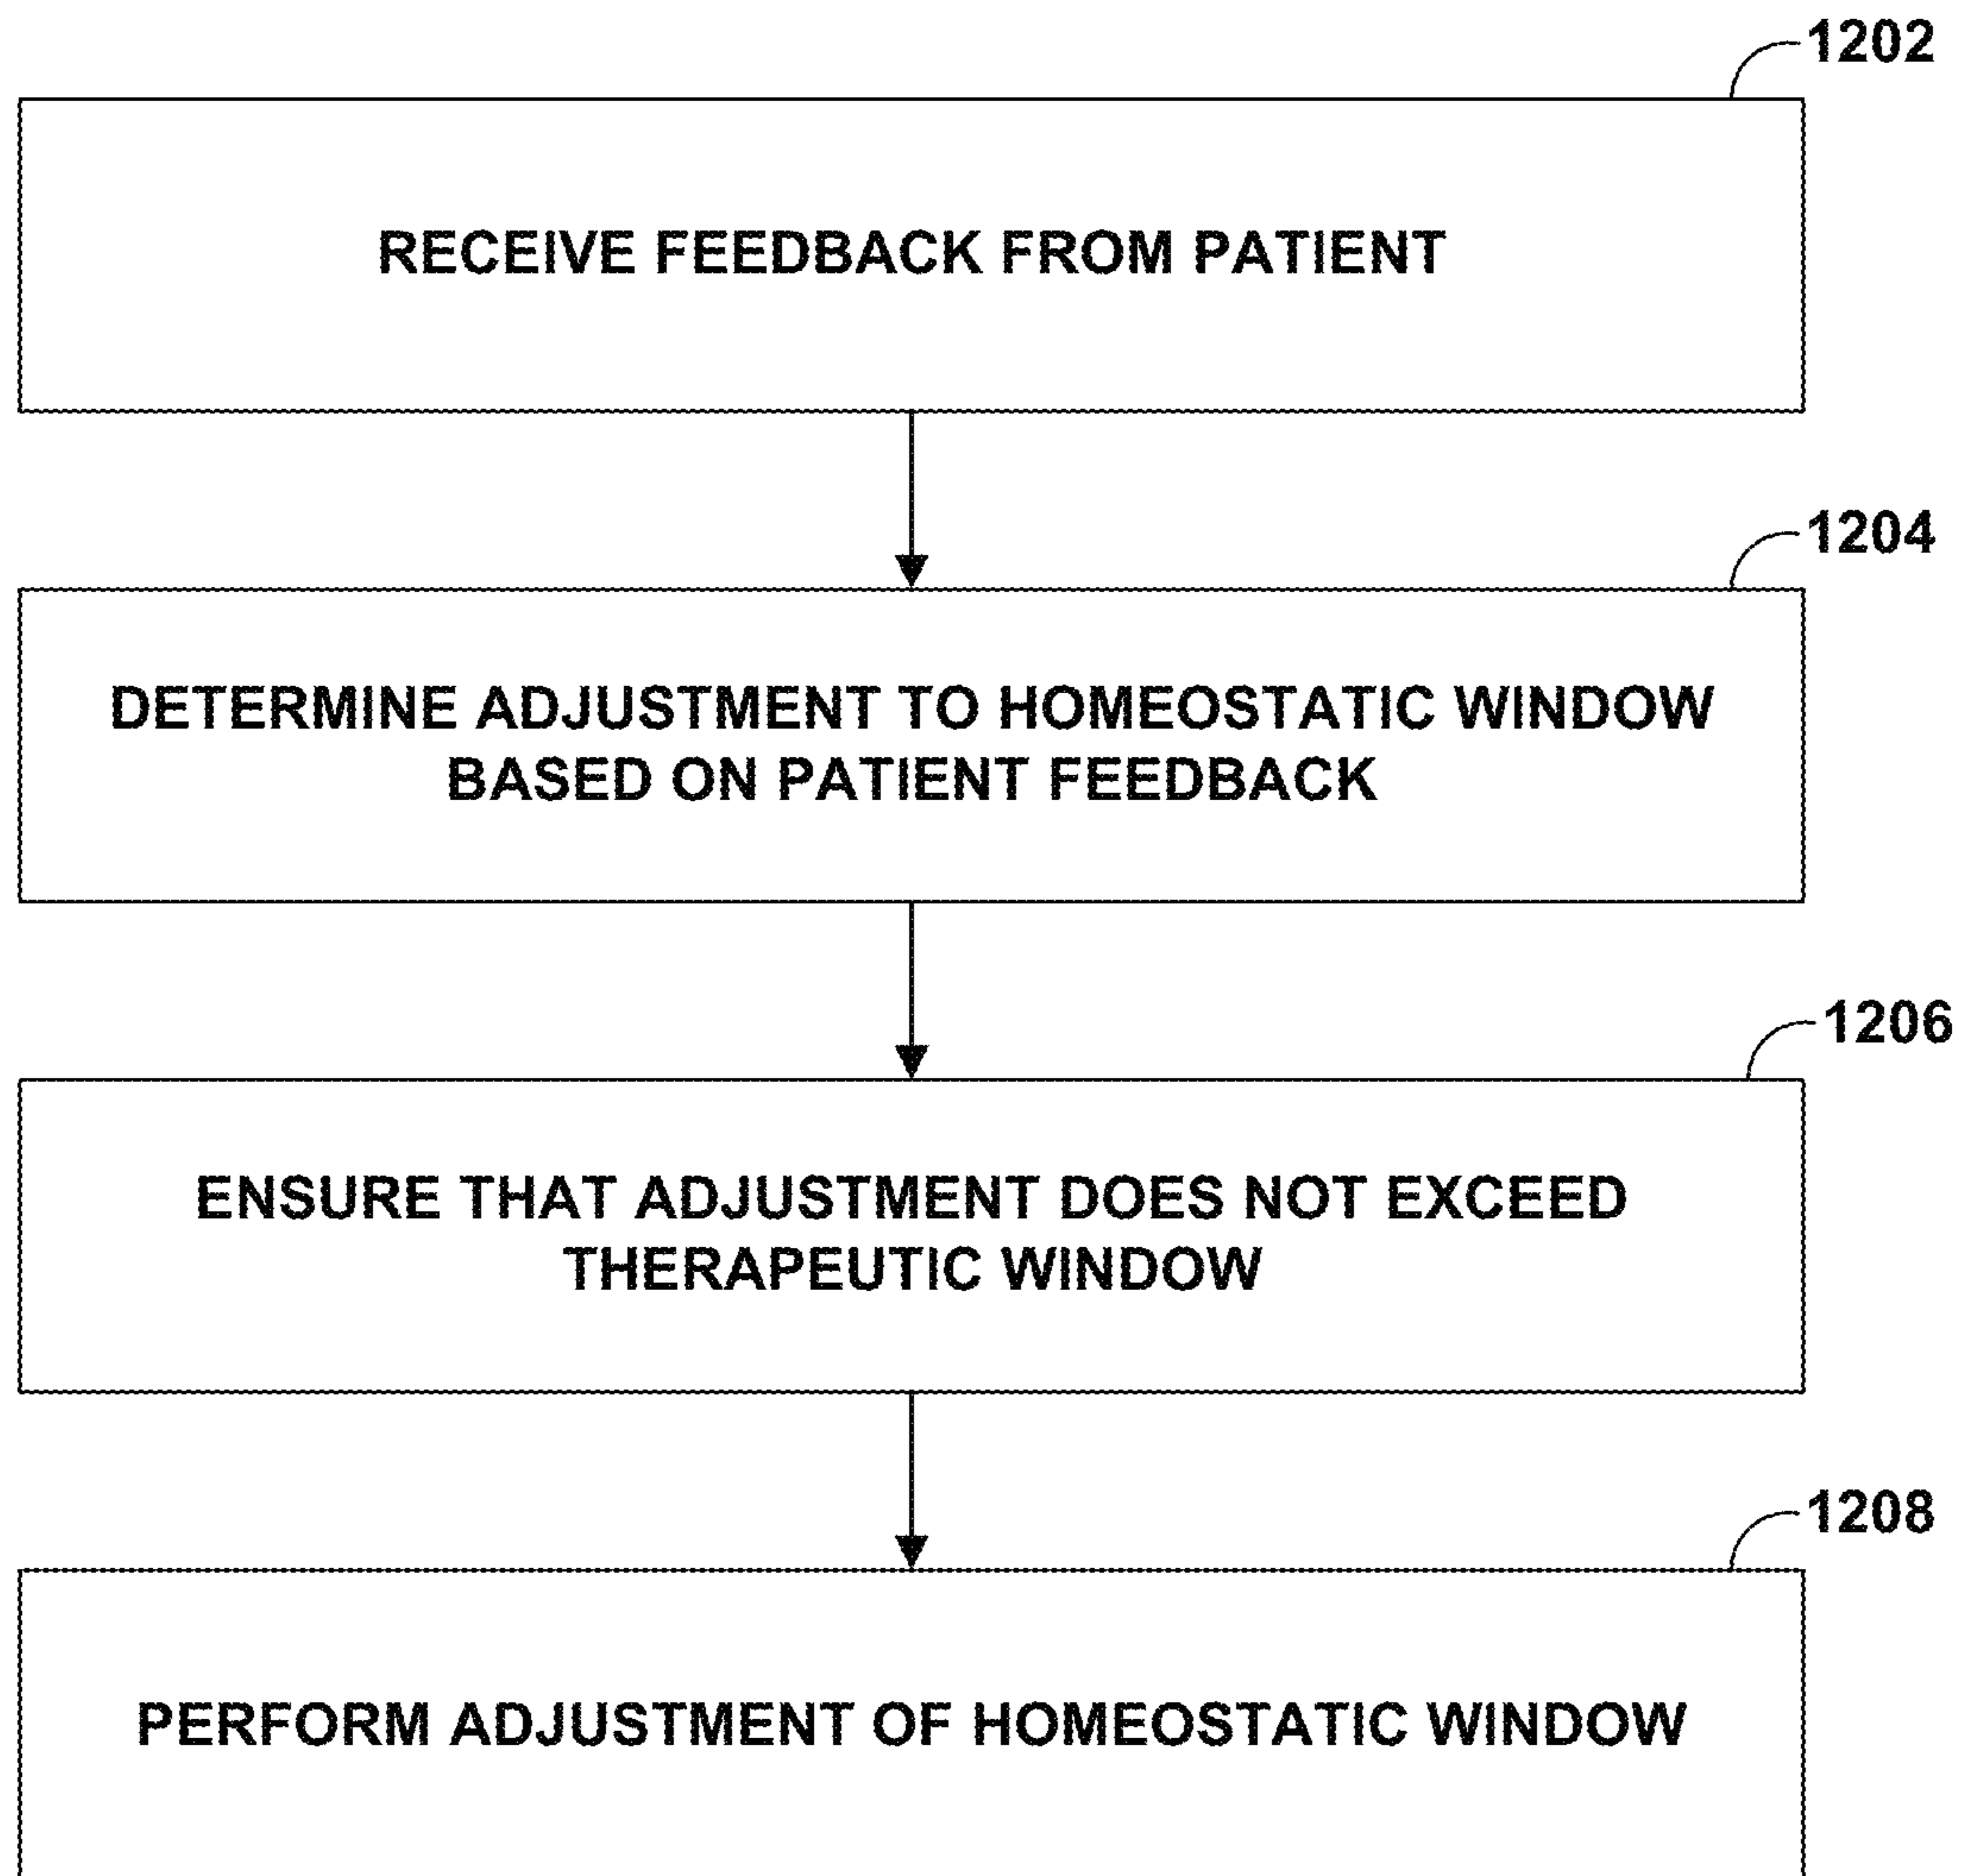 1202
RECEIVE FEEDBACK FROM PATIENT
1204
DETERMINE ADJUSTMENT TO HOMEOSTATIC WINDOW
BASED ON PATIENT FEEDBACK
1206
ENSURE THAT ADJUSTMENT DOES NOT EXCEED
THERAPEUTIC WINDOW
1208
PERFORM ADJUSTMENT OF HOMEOSTATIC WINDOW